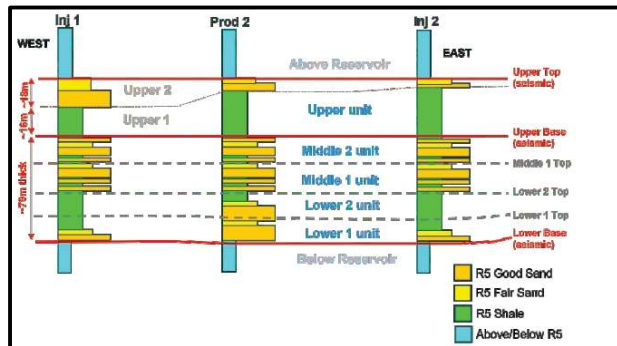 Inj 1
Prod 2
Inj 2
WEST
EAST
Above Reservoir
Upper Top
(seismic)
Upper 2
Upper unit
Upper 1
~16m
Upper Base
(seismic)
Middle 2 unit
Middle 1 Top
Middle 1 unit
~79m thick
Lower 2 Top
Lower 2 unit
Lower 1 Top
Lower 1 unit
Lower Base
(seismic)
Below Reservoir
R5 Good Sand
R5 Fair Sand
R5 Shale
Above/Below R5